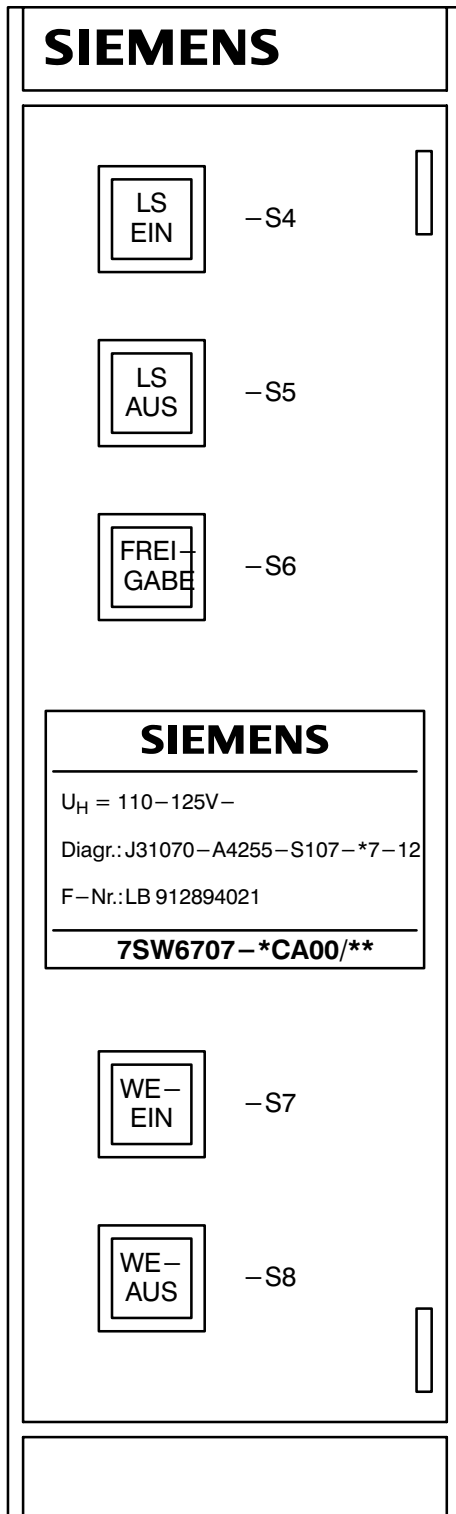 SIEMENS
LS
EIN
–S4
LS
AUS
–S5
FREI–
GABE
–S6
SIEMENS
UH = 110–125V–
Diagr.: J31070–A4255–S107–*7–12
F–Nr.: LB 912894021
7SW6707–*CA00/**
WE–
EIN
–S7
WE–
AUS
–S8